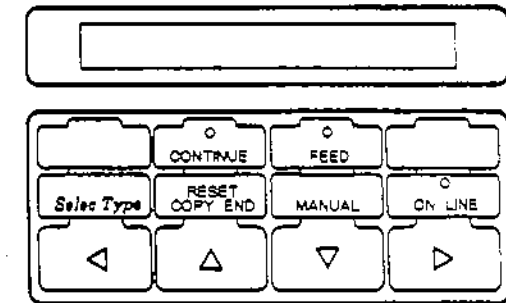 CONTINUE
FEED
Selec Type
RESET
COPY END
MANUAL
ON LINE